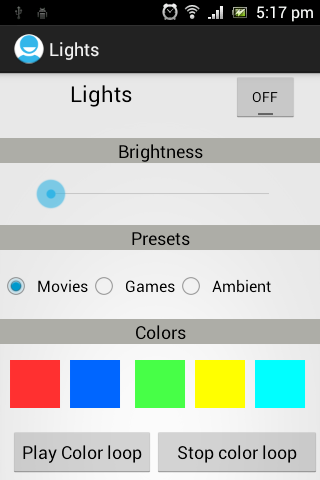 5:17 pm
Lights
Lights
OFF
Brightness
Presets
Movies Games Ambient
Colors
Play Color loop Stop color loop